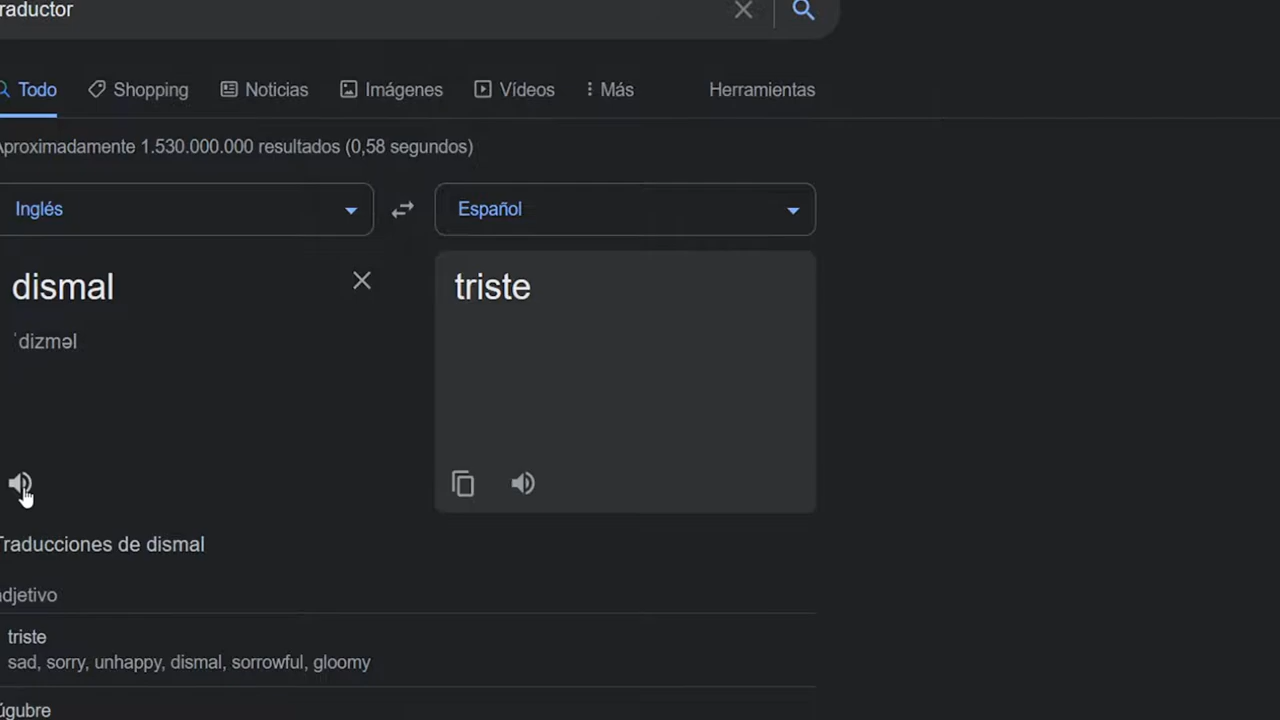 raductor
Todo Shopping Noticias Imágenes Vídeos Más Herramientas
Aproximadamente 1.530.000.000 resultados (0,58 segundos)
Inglés Español
dismal triste
ˈdizməl
Traducciones de dismal
adjetivo
triste
sad, sorry, unhappy, dismal, sorrowful, gloomy
úgubre